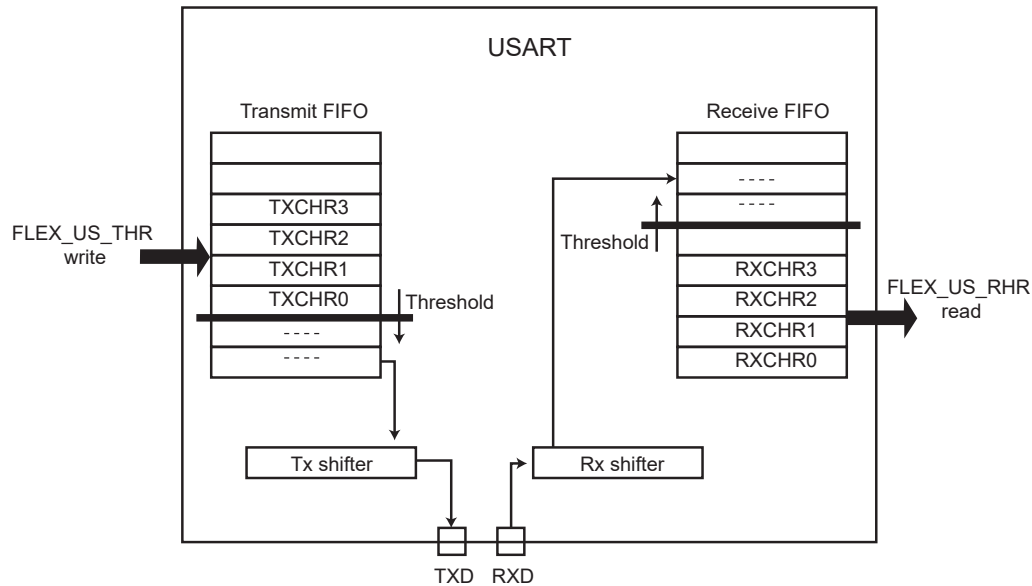 USART
Transmit FIFO
Receive FIFO
TXCHR3
TXCHR2
TXCHR1
TXCHR0
- - - -
- - - -
FLEX_US_THR
write
Threshold
- - - -
- - - -
Threshold
RXCHR3
RXCHR2
RXCHR1
RXCHR0
FLEX_US_RHR
read
Tx shifter
Rx shifter
TXD
RXD